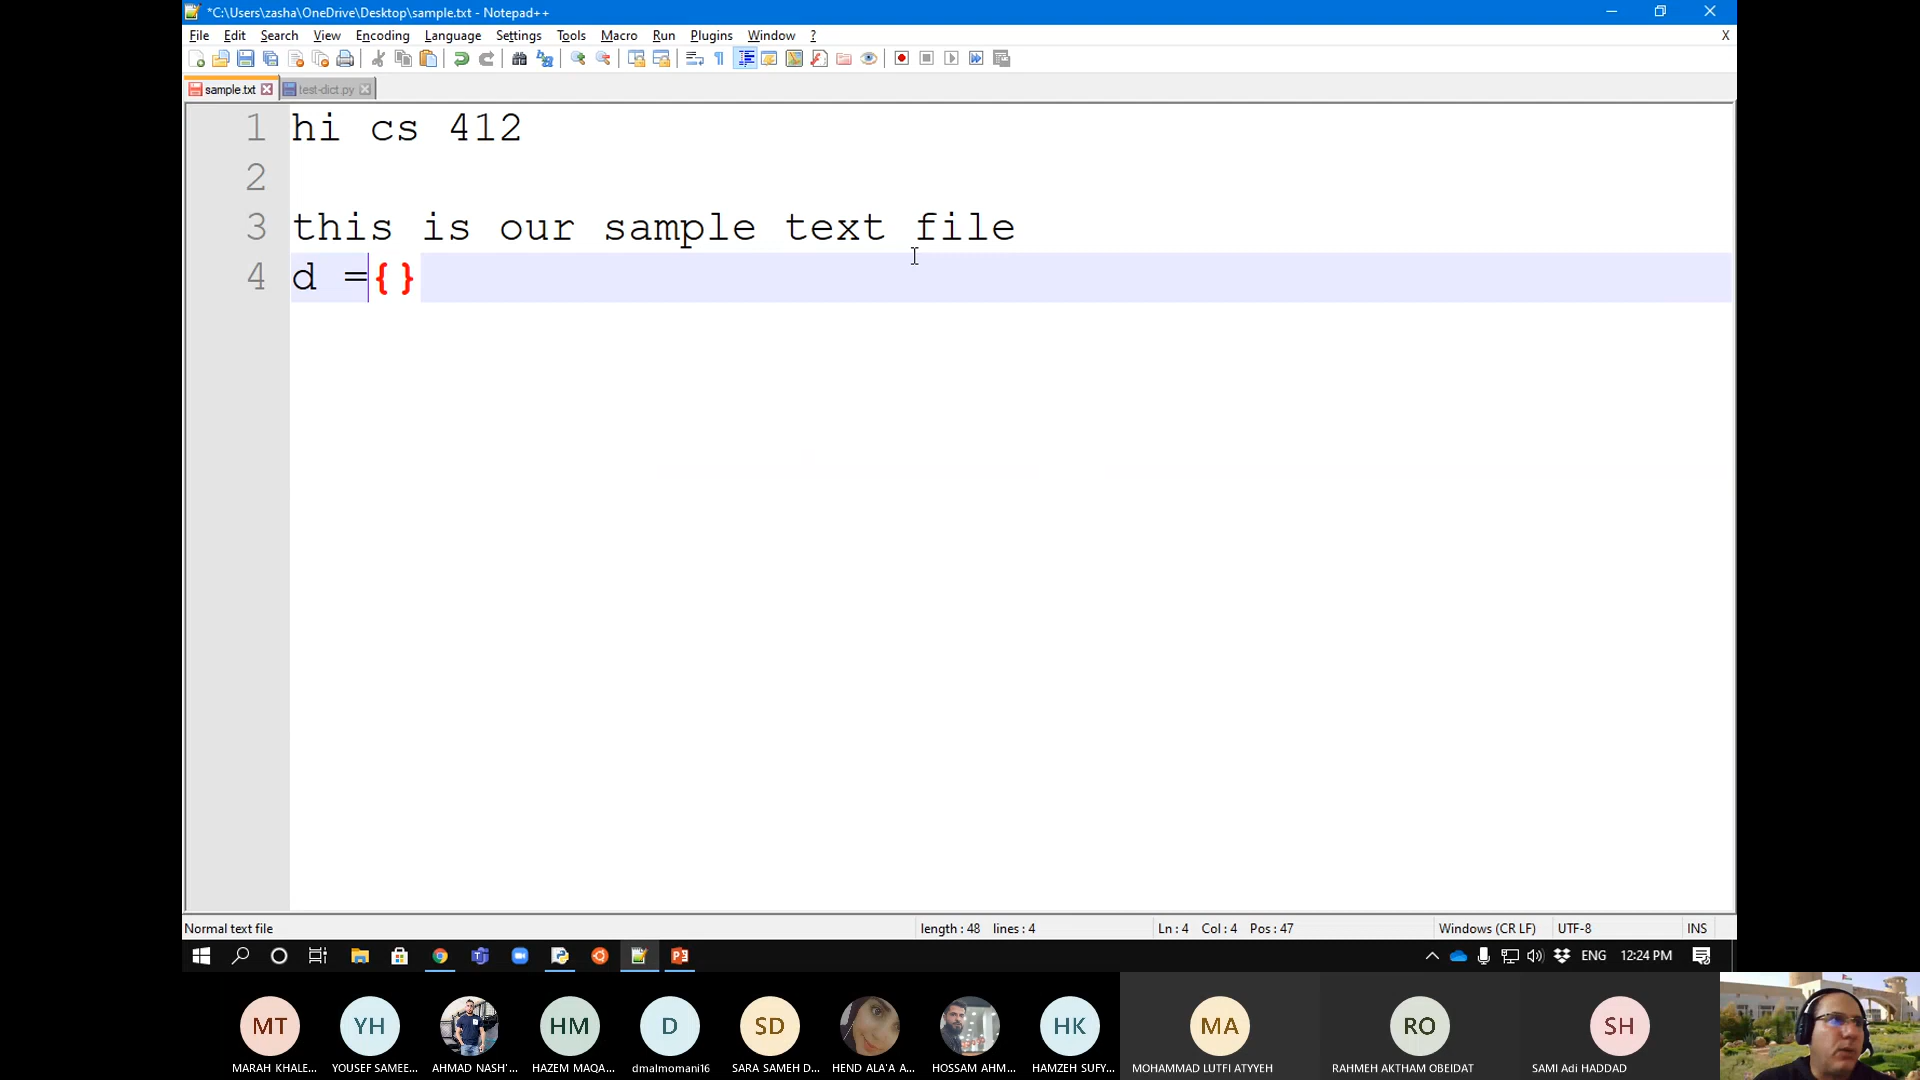 *C:\Users\zasha\OneDrive\Desktop\sample.txt - Notepad++
File Edit Search View Encoding Language Settings Tools Macro Run Plugins Window ? X
sample.txt test-dict.py
1 hi cs 412
2
3 this is our sample text file
4 d ={}
Normal text file length : 48 lines : 4 Ln : 4 Col : 4 Pos : 47 Windows (CR LF) UTF-8 INS
ENG 12:24 PM
MT YH HM D SD HK MA RO SH
MARAH KHALE... YOUSEF SAMEE... AHMAD NASH'... HAZEM MAQA... dmalmomani16 SARA SAMEH D... HEND ALA'A A... HOSSAM AHM... HAMZEH SUFY... MOHAMMAD LUTFI ATYYEH RAHMEH AKTHAM OBEIDAT SAMI Adi HADDAD